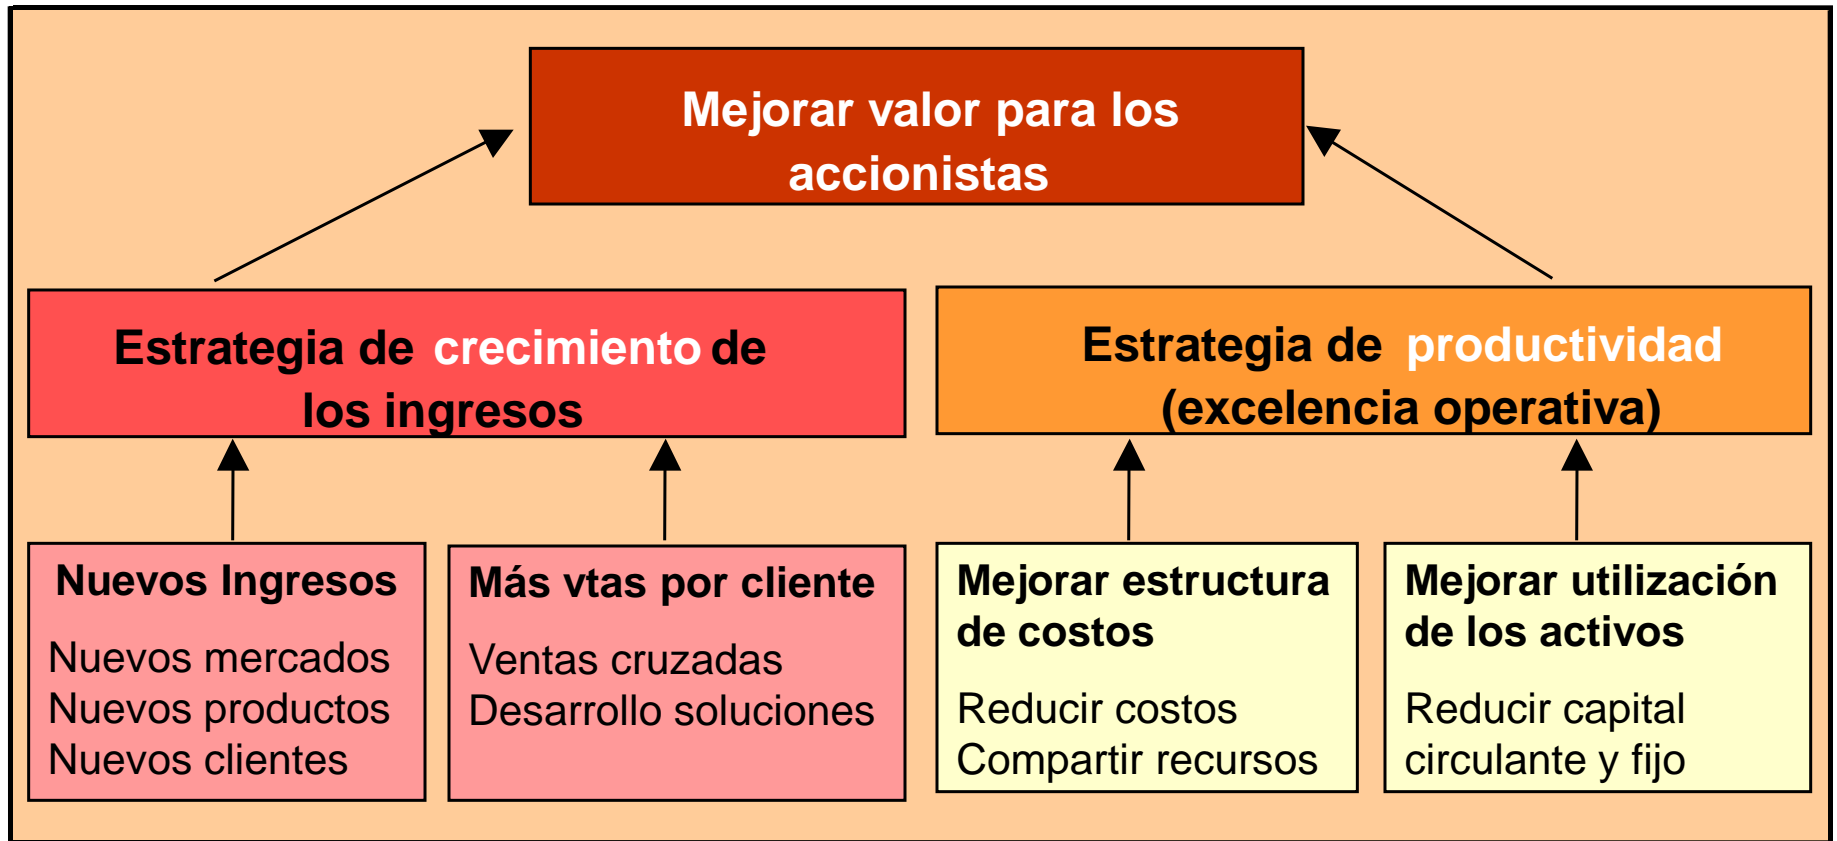 Mejorar valor para los
accionistas
Estrategia de crecimiento de
los ingresos
Estrategia de productividad
(excelencia operativa)
Nuevos Ingresos
Nuevos mercados
Nuevos productos
Nuevos clientes
Más vtas por cliente
Ventas cruzadas
Desarrollo soluciones
Mejorar estructura
de costos
Reducir costos
Compartir recursos
Mejorar utilización
de los activos
Reducir capital
circulante y fijo